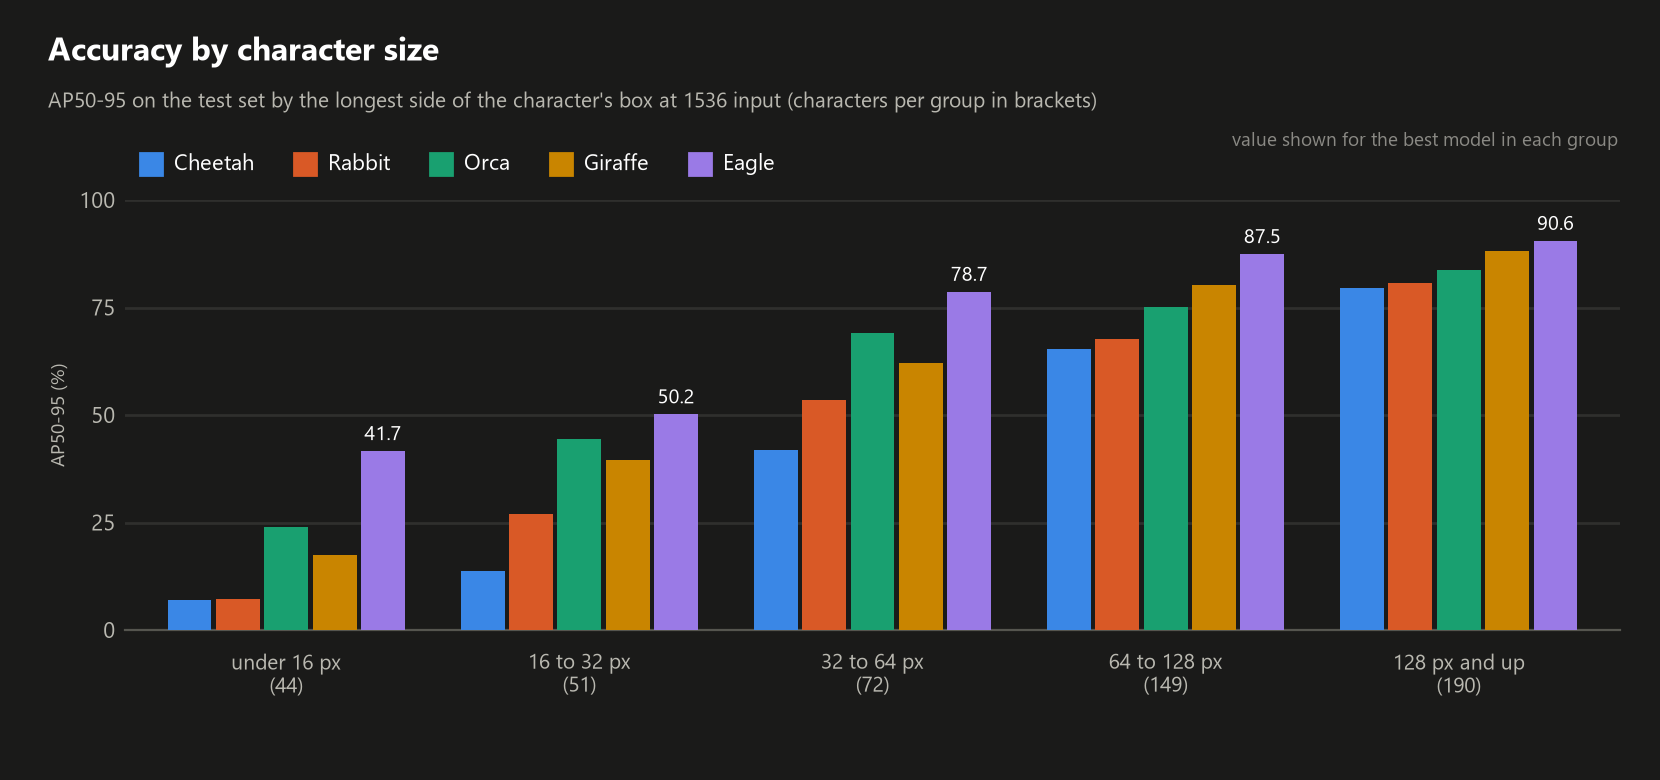 Accuracy by character size
AP50-95 on the test set by the longest side of the character's box at 1536 input (characters per group in brackets)
value shown for the best model in each group
Cheetah Rabbit Orca Giraffe Eagle
AP50-95 (%)
100
75
50
25
0
41.7
50.2
78.7
87.5
90.6
under 16 px
(44)
16 to 32 px
(51)
32 to 64 px
(72)
64 to 128 px
(149)
128 px and up
(190)